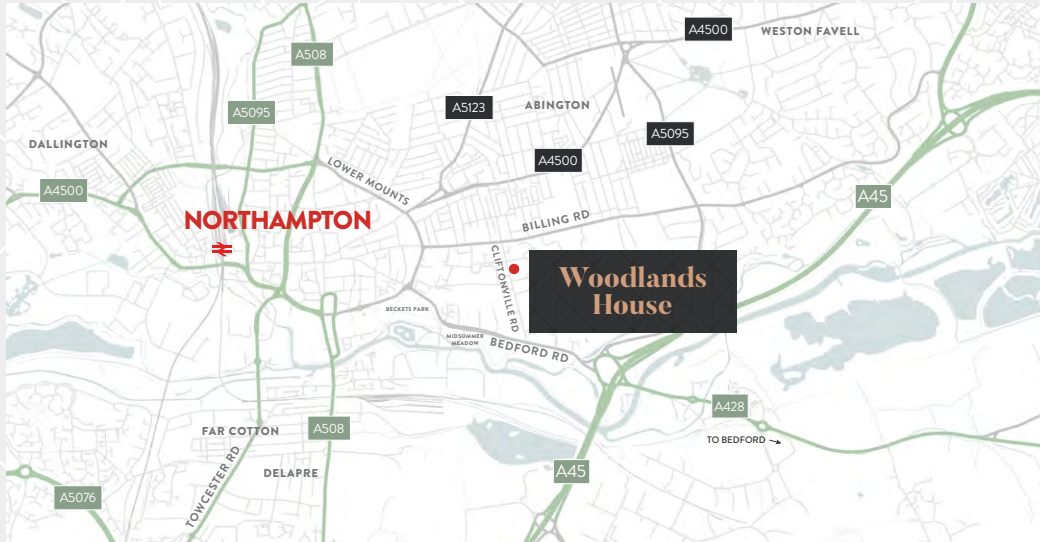 A4500
WESTON FAVELL
A508
A5123
ABINGTON
A5095
A5095
DALLINGTON
A4500
LOWER MOUNTS
A4500
A45
NORTHAMPTON
BILLING RD
CLIFTONVILLE RD
Woodlands
House
BECKETS PARK
MIDSUMMER
MEADOW
BEDFORD RD
A428
FAR COTTON
A508
TO BEDFORD
DELAPRE
A45
TOWCESTER RD
A5076